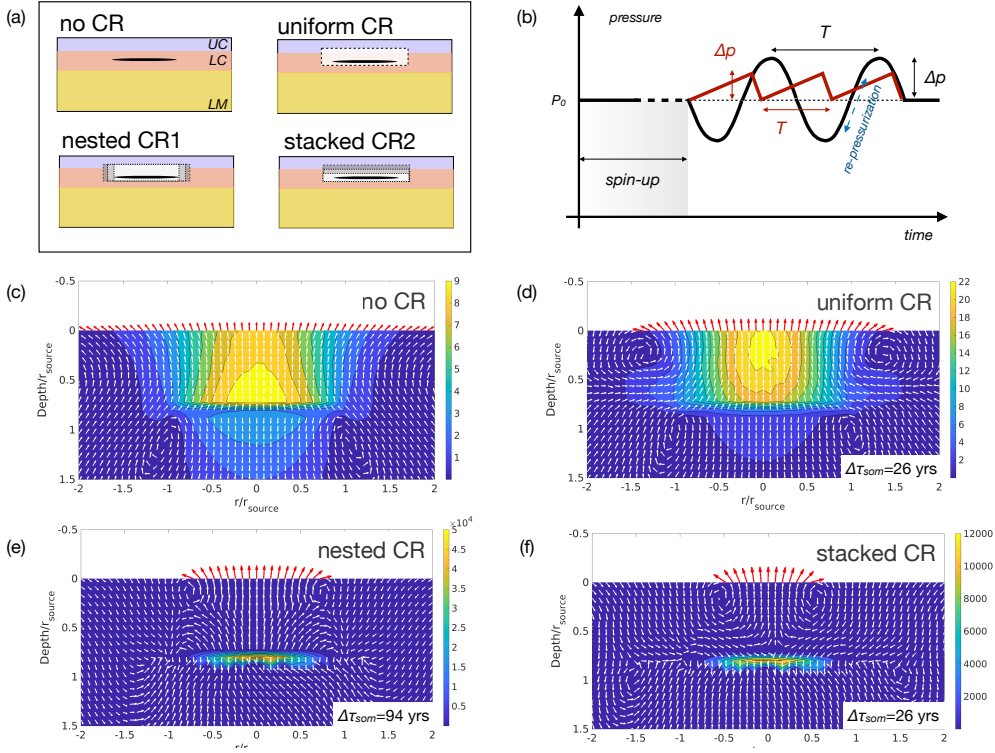 (a)
no CR
UC
LC
LM
uniform CR
nested CR1
stacked CR2
(b)
pressure
T
Δp
Δp
P0
T
re-pressurization
spin-up
time
(c)
no CR
-0.5
0
0.5
1
1.5
Depth/rsource
-2 -1.5 -1 -0.5 0 0.5 1 1.5 2
r/rsource
9
8
7
6
5
4
3
2
1
(d)
uniform CR
-0.5
0
0.5
1
1.5
Depth/rsource
Δτsom=26 yrs
-2 -1.5 -1 -0.5 0 0.5 1 1.5 2
r/rsource
22
20
18
16
14
12
10
8
6
4
2
(e)
nested CR
-0.5
0
0.5
1
1.5
Depth/rsource
Δτsom=94 yrs
-2 -1.5 -1 -0.5 0 0.5 1 1.5 2
×10^4
5
4.5
4
3.5
3
2.5
2
1.5
1
0.5
(f)
stacked CR
-0.5
0
0.5
1
1.5
Depth/rsource
Δτsom=26 yrs
-2 -1.5 -1 -0.5 0 0.5 1 1.5 2
12000
10000
8000
6000
4000
2000